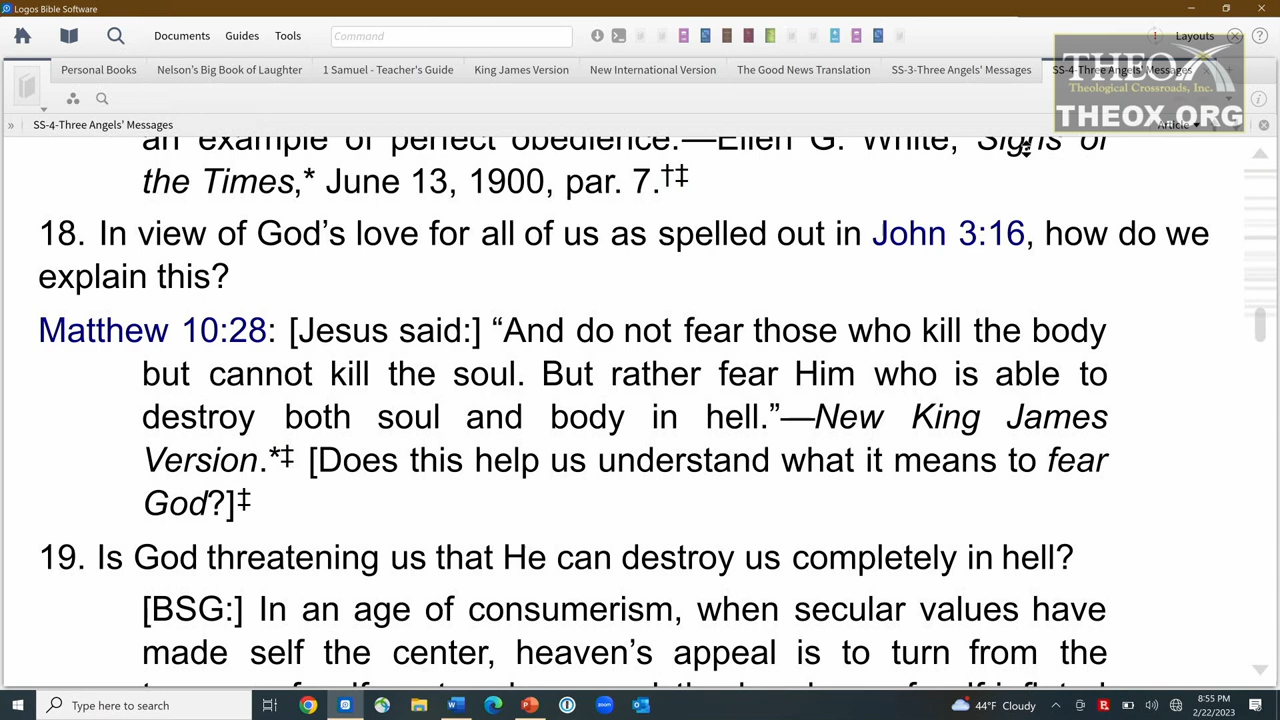 Logos Bible Software
Documents Guides Tools Command Layouts
Personal Books Nelson's Big Book of Laughter 1 Samuel The King James Version New International Version The Good News Translation SS-3-Three Angels' Messages SS-4-Three Angels' Messages
THEOX
Theological Crossroads, Inc.
THEOX.ORG
» SS-4-Three Angels' Messages Article
an example of perfect obedience.—Ellen G. White, Signs of
the Times,* June 13, 1900, par. 7.†‡
18. In view of God's love for all of us as spelled out in John 3:16, how do we
explain this?
Matthew 10:28: [Jesus said:] “And do not fear those who kill the body
but cannot kill the soul. But rather fear Him who is able to
destroy both soul and body in hell.”—New King James
Version.*‡ [Does this help us understand what it means to fear
God?]‡
19. Is God threatening us that He can destroy us completely in hell?
[BSG:] In an age of consumerism, when secular values have
made self the center, heaven’s appeal is to turn from the
Type here to search
44°F Cloudy
8:55 PM
2/22/2023